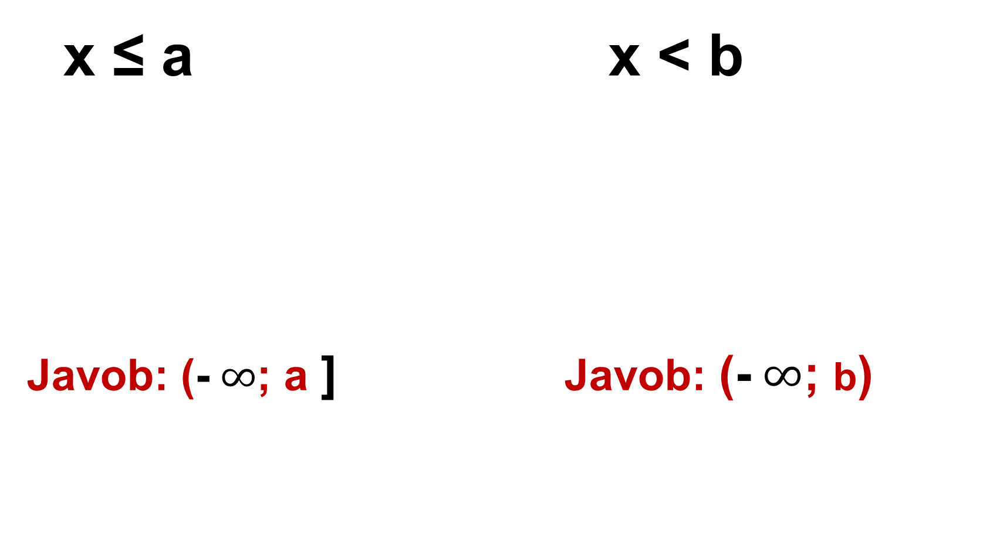 x ≤ a
x < b
Javob: (- ∞; a ]
Javob: (- ∞; b)